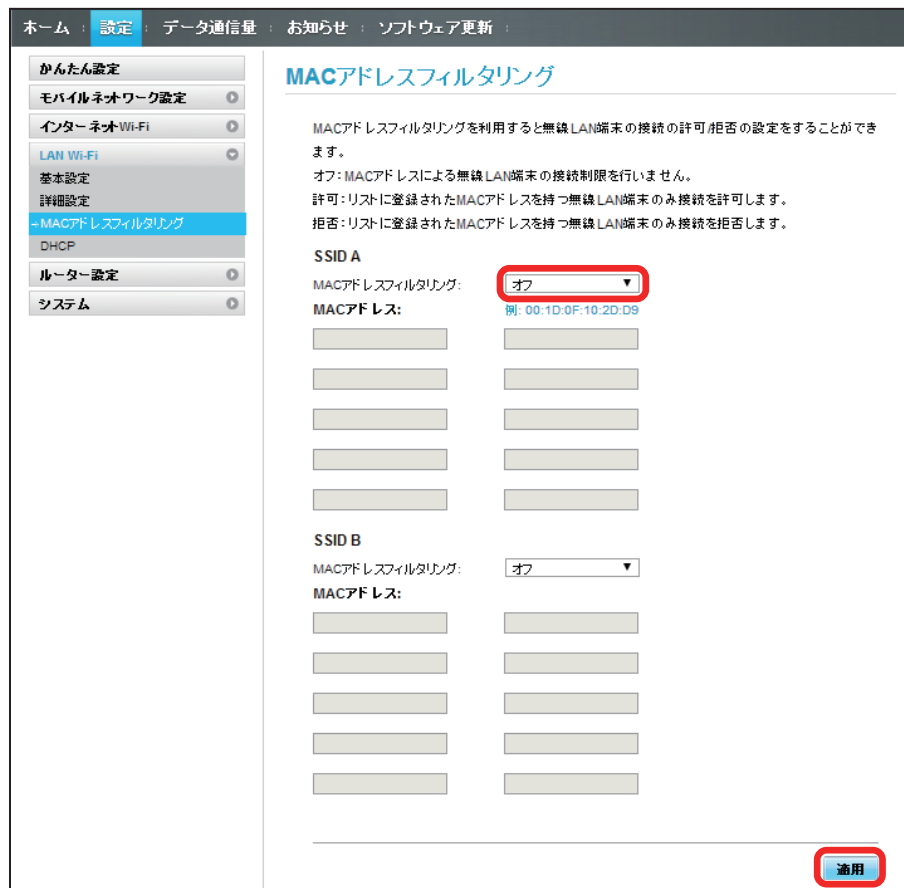 ホーム : 設定 : データ通信量 : お知らせ : ソフトウェア更新 :
かんたん設定
モバイルネットワーク設定
インターネットWi-Fi
LAN Wi-Fi
基本設定
詳細設定
→MACアドレスフィルタリング
DHCP
ルーター設定
システム
MACアドレスフィルタリング
MACアドレスフィルタリングを利用すると無線LAN端末の接続の許可/拒否の設定をすることができ
ます。
オフ:MACアドレスによる無線LAN端末の接続制限を行いません。
許可:リストに登録されたMACアドレスを持つ無線LAN端末のみ接続を許可します。
拒否:リストに登録されたMACアドレスを持つ無線LAN端末のみ接続を拒否します。
SSID A
MACアドレスフィルタリング: オフ ▼
MACアドレス: 例: 00:1D:0F:10:2D:D9
SSID B
MACアドレスフィルタリング: オフ ▼
MACアドレス:
適用